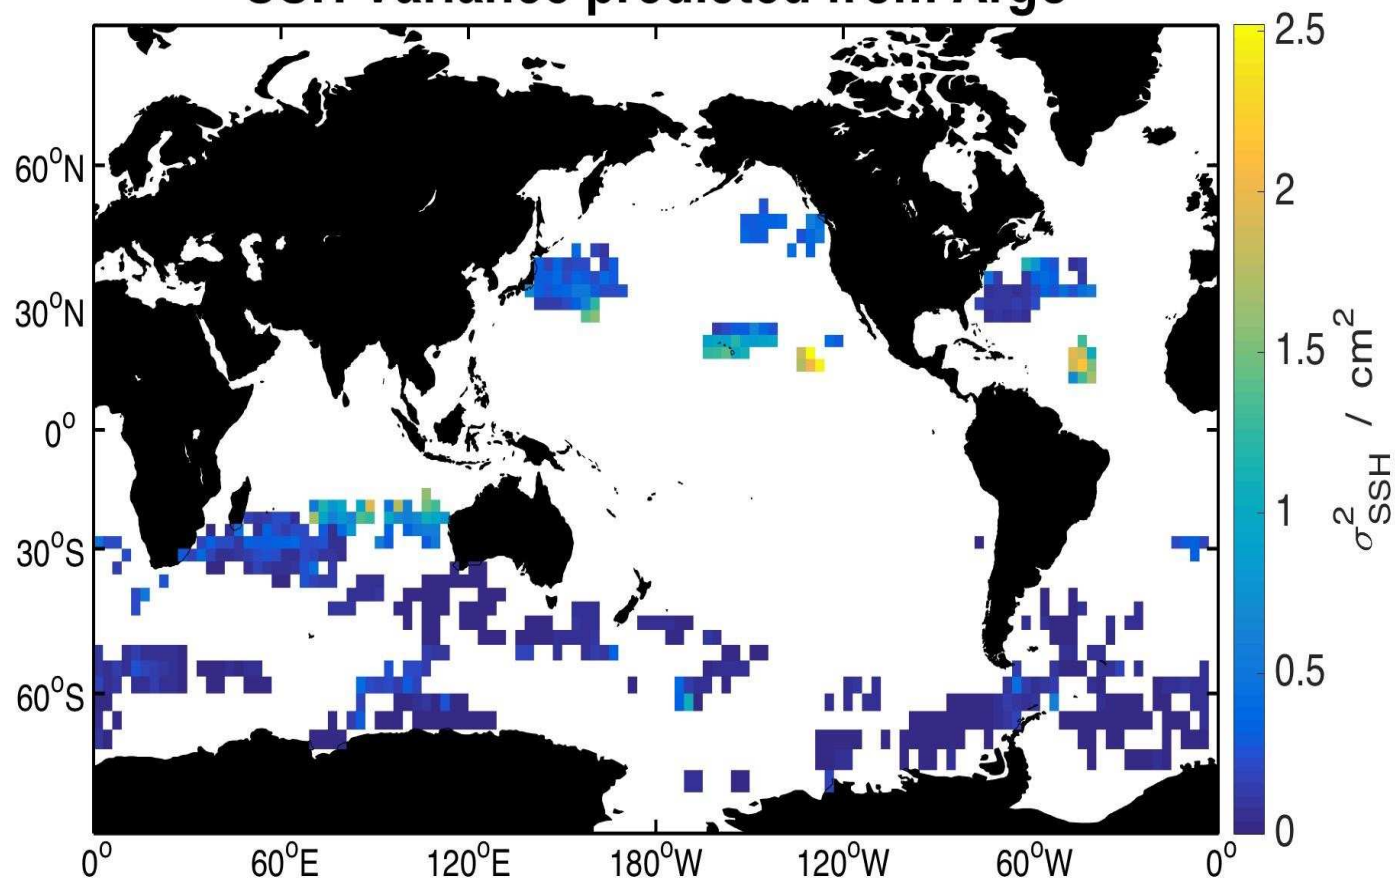 SSH variance predicted from Argo
2.5
2
1.5
1
0.5
0
σ²SSH / cm²
60°N
30°N
0°
30°S
60°S
0° 60°E 120°E 180°W 120°W 60°W 0°